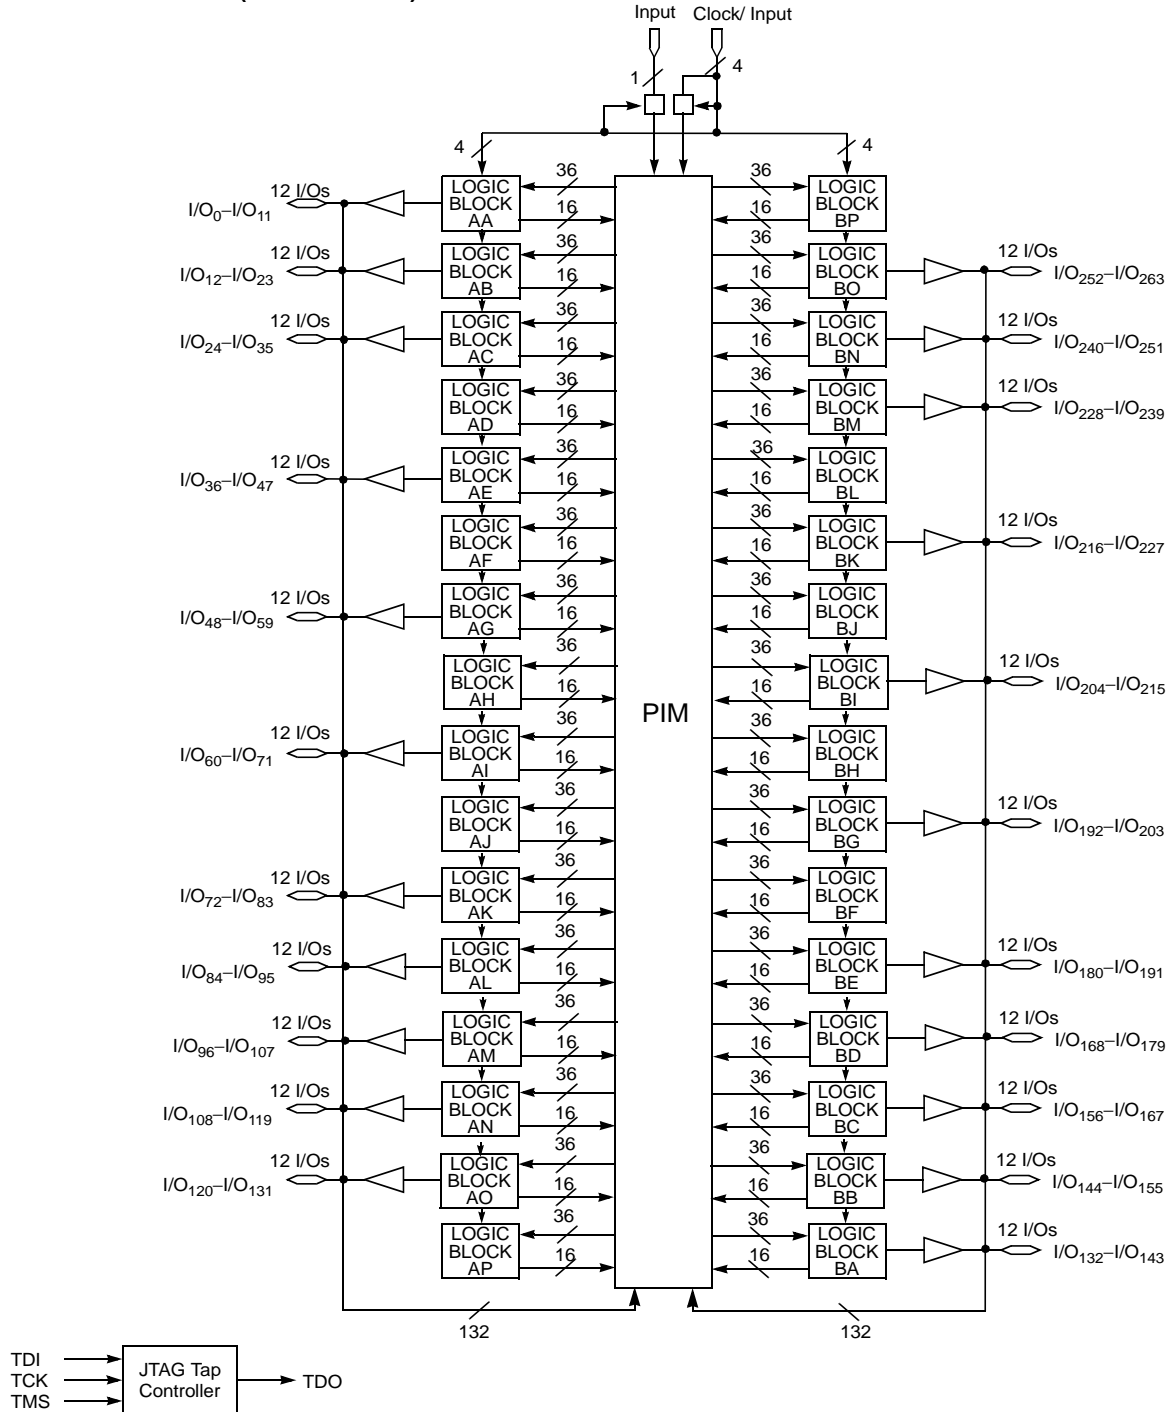 Input Clock/ Input
1 4
4 4
12 I/Os 36 36
I/O₀–I/O₁₁ LOGIC BLOCK AA 16 16 LOGIC BLOCK BP
12 I/Os 36 36 12 I/Os
I/O₁₂–I/O₂₃ LOGIC BLOCK AB 16 16 LOGIC BLOCK BO I/O₂₅₂–I/O₂₆₃
12 I/Os 36 36 12 I/Os
I/O₂₄–I/O₃₅ LOGIC BLOCK AC 16 16 LOGIC BLOCK BN I/O₂₄₀–I/O₂₅₁
36 36 12 I/Os
LOGIC BLOCK AD 16 16 LOGIC BLOCK BM I/O₂₂₈–I/O₂₃₉
12 I/Os 36 36
I/O₃₆–I/O₄₇ LOGIC BLOCK AE 16 16 LOGIC BLOCK BL
36 36 12 I/Os
LOGIC BLOCK AF 16 16 LOGIC BLOCK BK I/O₂₁₆–I/O₂₂₇
12 I/Os 36 36
I/O₄₈–I/O₅₉ LOGIC BLOCK AG 16 16 LOGIC BLOCK BJ
36 36 12 I/Os
LOGIC BLOCK AH 16 16 LOGIC BLOCK BI I/O₂₀₄–I/O₂₁₅
PIM
12 I/Os 36 36
I/O₆₀–I/O₇₁ LOGIC BLOCK AI 16 16 LOGIC BLOCK BH
36 36 12 I/Os
LOGIC BLOCK AJ 16 16 LOGIC BLOCK BG I/O₁₉₂–I/O₂₀₃
12 I/Os 36 36
I/O₇₂–I/O₈₃ LOGIC BLOCK AK 16 16 LOGIC BLOCK BF
12 I/Os 36 36 12 I/Os
I/O₈₄–I/O₉₅ LOGIC BLOCK AL 16 16 LOGIC BLOCK BE I/O₁₈₀–I/O₁₉₁
12 I/Os 36 36 12 I/Os
I/O₉₆–I/O₁₀₇ LOGIC BLOCK AM 16 16 LOGIC BLOCK BD I/O₁₆₈–I/O₁₇₉
12 I/Os 36 36 12 I/Os
I/O₁₀₈–I/O₁₁₉ LOGIC BLOCK AN 16 16 LOGIC BLOCK BC I/O₁₅₆–I/O₁₆₇
12 I/Os 36 36 12 I/Os
I/O₁₂₀–I/O₁₃₁ LOGIC BLOCK AO 16 16 LOGIC BLOCK BB I/O₁₄₄–I/O₁₅₅
36 36 12 I/Os
LOGIC BLOCK AP 16 16 LOGIC BLOCK BA I/O₁₃₂–I/O₁₄₃
132 132
TDI
TCK
TMS
JTAG Tap
Controller
TDO